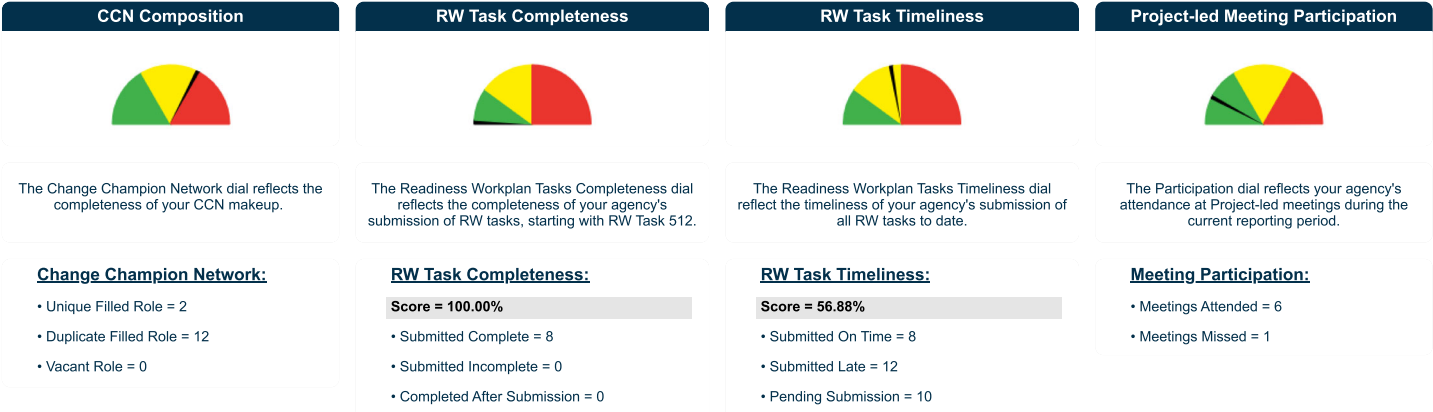 CCN Composition
The Change Champion Network dial reflects the
completeness of your CCN makeup.
Change Champion Network:
• Unique Filled Role = 2
• Duplicate Filled Role = 12
• Vacant Role = 0
RW Task Completeness
The Readiness Workplan Tasks Completeness dial
reflects the completeness of your agency's
submission of RW tasks, starting with RW Task 512.
RW Task Completeness:
Score = 100.00%
• Submitted Complete = 8
• Submitted Incomplete = 0
• Completed After Submission = 0
RW Task Timeliness
The Readiness Workplan Tasks Timeliness dial
reflect the timeliness of your agency's submission of
all RW tasks to date.
RW Task Timeliness:
Score = 56.88%
• Submitted On Time = 8
• Submitted Late = 12
• Pending Submission = 10
Project-led Meeting Participation
The Participation dial reflects your agency's
attendance at Project-led meetings during the
current reporting period.
Meeting Participation:
• Meetings Attended = 6
• Meetings Missed = 1